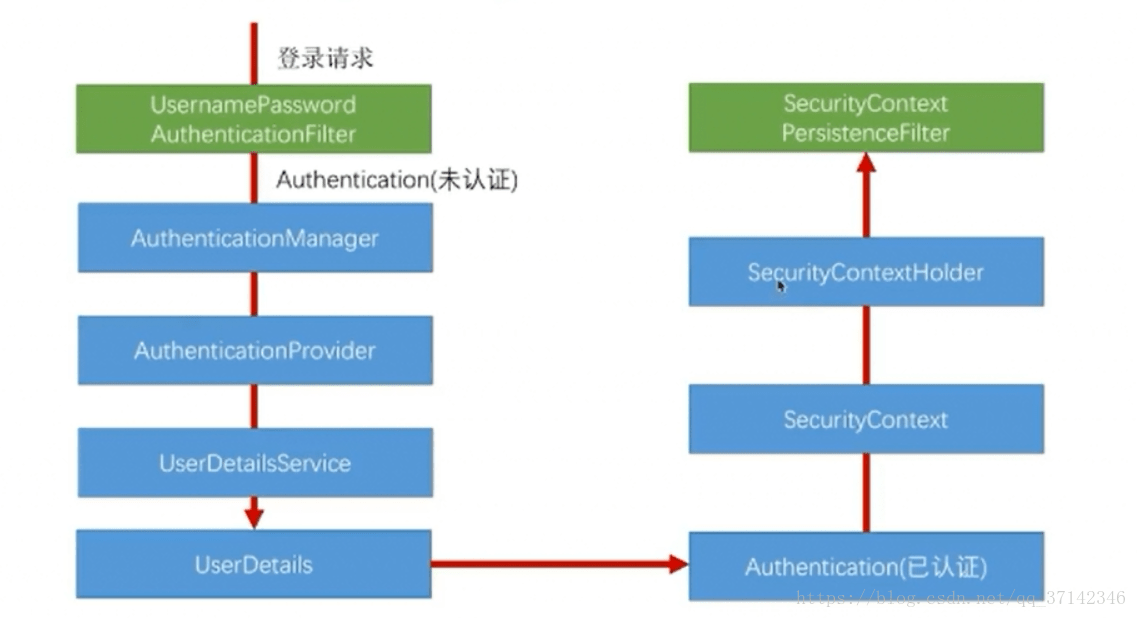 登录请求
UsernamePassword
AuthenticationFilter
Authentication(未认证)
AuthenticationManager
AuthenticationProvider
UserDetailsService
UserDetails
SecurityContext
PersistenceFilter
SecurityContextHolder
SecurityContext
Authentication(已认证)
https://blog.csdn.net/qq_37142346